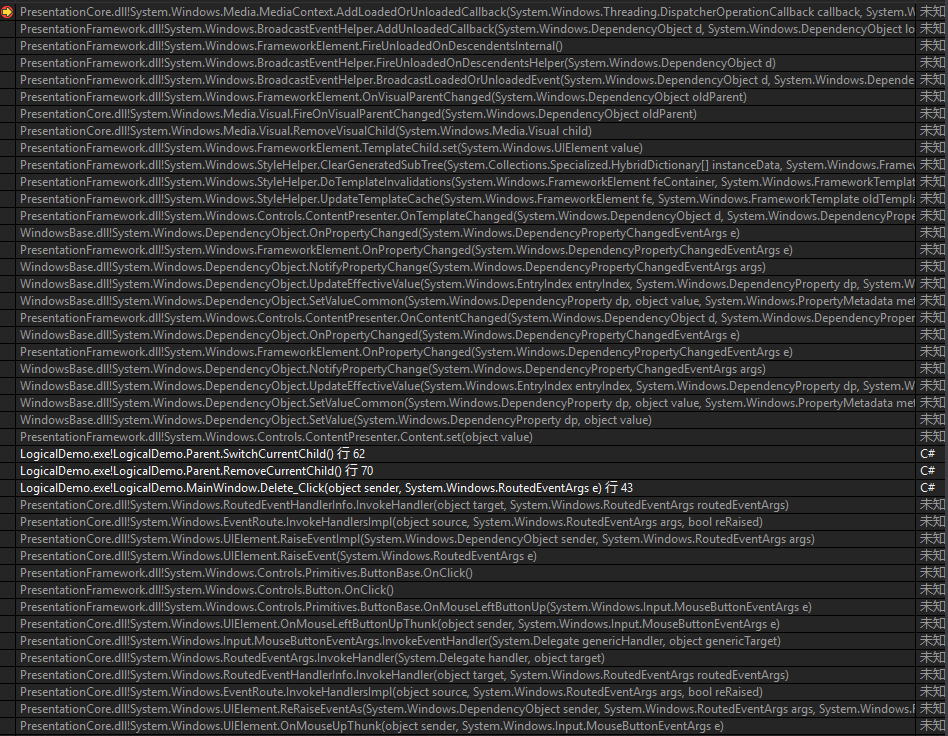 PresentationCore.dll!System.Windows.Media.MediaContext.AddLoadedOrUnloadedCallback(System.Windows.Threading.DispatcherOperationCallback callback, System.W 未知
PresentationFramework.dll!System.Windows.BroadcastEventHelper.AddUnloadedCallback(System.Windows.DependencyObject d, System.Windows.DependencyObject lo 未知
PresentationFramework.dll!System.Windows.FrameworkElement.FireUnloadedOnDescendentsInternal() 未知
PresentationFramework.dll!System.Windows.BroadcastEventHelper.FireUnloadedOnDescendentsHelper(System.Windows.DependencyObject d) 未知
PresentationFramework.dll!System.Windows.BroadcastEventHelper.BroadcastLoadedOrUnloadedEvent(System.Windows.DependencyObject d, System.Windows.Depende 未知
PresentationFramework.dll!System.Windows.FrameworkElement.OnVisualParentChanged(System.Windows.DependencyObject oldParent) 未知
PresentationCore.dll!System.Windows.Media.Visual.FireOnVisualParentChanged(System.Windows.DependencyObject oldParent) 未知
PresentationCore.dll!System.Windows.Media.Visual.RemoveVisualChild(System.Windows.Media.Visual child) 未知
PresentationFramework.dll!System.Windows.FrameworkElement.TemplateChild.set(System.Windows.UIElement value) 未知
PresentationFramework.dll!System.Windows.StyleHelper.ClearGeneratedSubTree(System.Collections.Specialized.HybridDictionary[] instanceData, System.Windows.Framew 未知
PresentationFramework.dll!System.Windows.StyleHelper.DoTemplateInvalidations(System.Windows.FrameworkElement feContainer, System.Windows.FrameworkTemplat 未知
PresentationFramework.dll!System.Windows.StyleHelper.UpdateTemplateCache(System.Windows.FrameworkElement fe, System.Windows.FrameworkTemplate oldTempla 未知
PresentationFramework.dll!System.Windows.Controls.ContentPresenter.OnTemplateChanged(System.Windows.DependencyObject d, System.Windows.DependencyPrope 未知
WindowsBase.dll!System.Windows.DependencyObject.OnPropertyChanged(System.Windows.DependencyPropertyChangedEventArgs e) 未知
PresentationFramework.dll!System.Windows.FrameworkElement.OnPropertyChanged(System.Windows.DependencyPropertyChangedEventArgs e) 未知
WindowsBase.dll!System.Windows.DependencyObject.NotifyPropertyChange(System.Windows.DependencyPropertyChangedEventArgs args) 未知
WindowsBase.dll!System.Windows.DependencyObject.UpdateEffectiveValue(System.Windows.EntryIndex entryIndex, System.Windows.DependencyProperty dp, System.W 未知
WindowsBase.dll!System.Windows.DependencyObject.SetValueCommon(System.Windows.DependencyProperty dp, object value, System.Windows.PropertyMetadata met 未知
PresentationFramework.dll!System.Windows.Controls.ContentPresenter.OnContentChanged(System.Windows.DependencyObject d, System.Windows.DependencyProper 未知
WindowsBase.dll!System.Windows.DependencyObject.OnPropertyChanged(System.Windows.DependencyPropertyChangedEventArgs e) 未知
PresentationFramework.dll!System.Windows.FrameworkElement.OnPropertyChanged(System.Windows.DependencyPropertyChangedEventArgs e) 未知
WindowsBase.dll!System.Windows.DependencyObject.NotifyPropertyChange(System.Windows.DependencyPropertyChangedEventArgs args) 未知
WindowsBase.dll!System.Windows.DependencyObject.UpdateEffectiveValue(System.Windows.EntryIndex entryIndex, System.Windows.DependencyProperty dp, System.W 未知
WindowsBase.dll!System.Windows.DependencyObject.SetValueCommon(System.Windows.DependencyProperty dp, object value, System.Windows.PropertyMetadata met 未知
WindowsBase.dll!System.Windows.DependencyObject.SetValue(System.Windows.DependencyProperty dp, object value) 未知
PresentationFramework.dll!System.Windows.Controls.ContentPresenter.Content.set(object value) 未知
LogicalDemo.exe!LogicalDemo.Parent.SwitchCurrentChild() 行 62 C#
LogicalDemo.exe!LogicalDemo.Parent.RemoveCurrentChild() 行 70 C#
LogicalDemo.exe!LogicalDemo.MainWindow.Delete_Click(object sender, System.Windows.RoutedEventArgs e) 行 43 C#
PresentationCore.dll!System.Windows.RoutedEventHandlerInfo.InvokeHandler(object target, System.Windows.RoutedEventArgs routedEventArgs) 未知
PresentationCore.dll!System.Windows.EventRoute.InvokeHandlersImpl(object source, System.Windows.RoutedEventArgs args, bool reRaised) 未知
PresentationCore.dll!System.Windows.UIElement.RaiseEventImpl(System.Windows.DependencyObject sender, System.Windows.RoutedEventArgs args) 未知
PresentationCore.dll!System.Windows.UIElement.RaiseEvent(System.Windows.RoutedEventArgs e) 未知
PresentationFramework.dll!System.Windows.Controls.Primitives.ButtonBase.OnClick() 未知
PresentationFramework.dll!System.Windows.Controls.Button.OnClick() 未知
PresentationFramework.dll!System.Windows.Controls.Primitives.ButtonBase.OnMouseLeftButtonUp(System.Windows.Input.MouseButtonEventArgs e) 未知
PresentationCore.dll!System.Windows.UIElement.OnMouseLeftButtonUpThunk(object sender, System.Windows.Input.MouseButtonEventArgs e) 未知
PresentationCore.dll!System.Windows.Input.MouseButtonEventArgs.InvokeEventHandler(System.Delegate genericHandler, object genericTarget) 未知
PresentationCore.dll!System.Windows.RoutedEventArgs.InvokeHandler(System.Delegate handler, object target) 未知
PresentationCore.dll!System.Windows.RoutedEventHandlerInfo.InvokeHandler(object target, System.Windows.RoutedEventArgs routedEventArgs) 未知
PresentationCore.dll!System.Windows.EventRoute.InvokeHandlersImpl(object source, System.Windows.RoutedEventArgs args, bool reRaised) 未知
PresentationCore.dll!System.Windows.UIElement.ReRaiseEventAs(System.Windows.DependencyObject sender, System.Windows.RoutedEventArgs args, System.Windows.F 未知
PresentationCore.dll!System.Windows.UIElement.OnMouseUpThunk(object sender, System.Windows.Input.MouseButtonEventArgs e) 未知